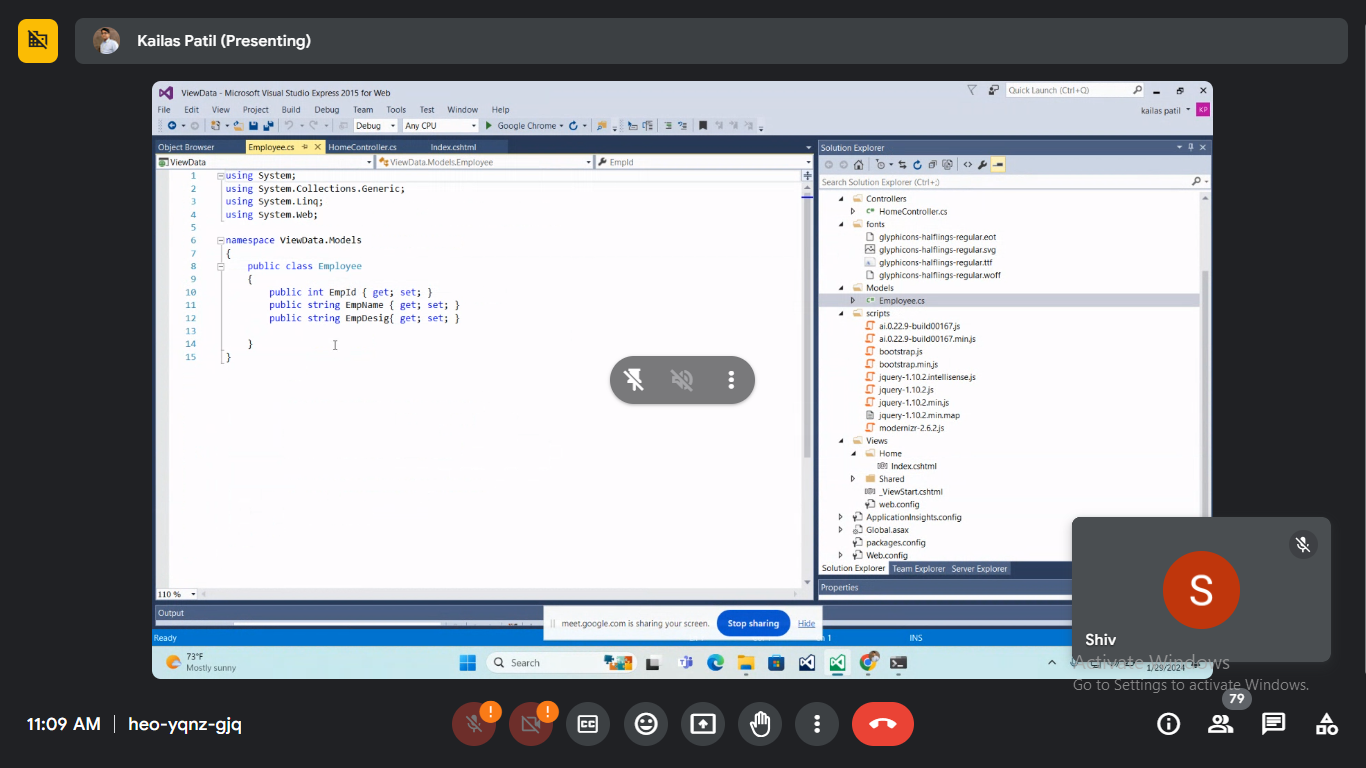 Kailas Patil (Presenting)
ViewData - Microsoft Visual Studio Express 2015 for Web
Quick Launch (Ctrl+Q)
File Edit View Project Build Debug Team Tools Test Window Help
kailas patil KP
Debug Any CPU Google Chrome
Object Browser Employee.cs HomeController.cs Index.cshtml
ViewData ViewData.Models.Employee EmpId
1 using System;
2 using System.Collections.Generic;
3 using System.Linq;
4 using System.Web;
5
6 namespace ViewData.Models
7 {
8 public class Employee
9 {
10 public int EmpId { get; set; }
11 public string EmpName { get; set; }
12 public string EmpDesig{ get; set; }
13
14 }
15 }
110 %
Output
Ready
Solution Explorer
Search Solution Explorer (Ctrl+;)
Controllers
HomeController.cs
fonts
glyphicons-halflings-regular.eot
glyphicons-halflings-regular.svg
glyphicons-halflings-regular.ttf
glyphicons-halflings-regular.woff
Models
Employee.cs
scripts
ai.0.22.9-build00167.js
ai.0.22.9-build00167.min.js
bootstrap.js
bootstrap.min.js
jquery-1.10.2.intellisense.js
jquery-1.10.2.js
jquery-1.10.2.min.js
jquery-1.10.2.min.map
modernizr-2.6.2.js
Views
Home
Index.cshtml
Shared
_ViewStart.cshtml
web.config
ApplicationInsights.config
Global.asax
packages.config
Web.config
Solution Explorer Team Explorer Server Explorer
Properties
meet.google.com is sharing your screen. Stop sharing Hide
INS
73°F
Mostly sunny
Search
1/29/2024
S
Shiv
Activate Windows
Go to Settings to activate Windows.
11:09 AM heo-yqnz-gjq
CC
79